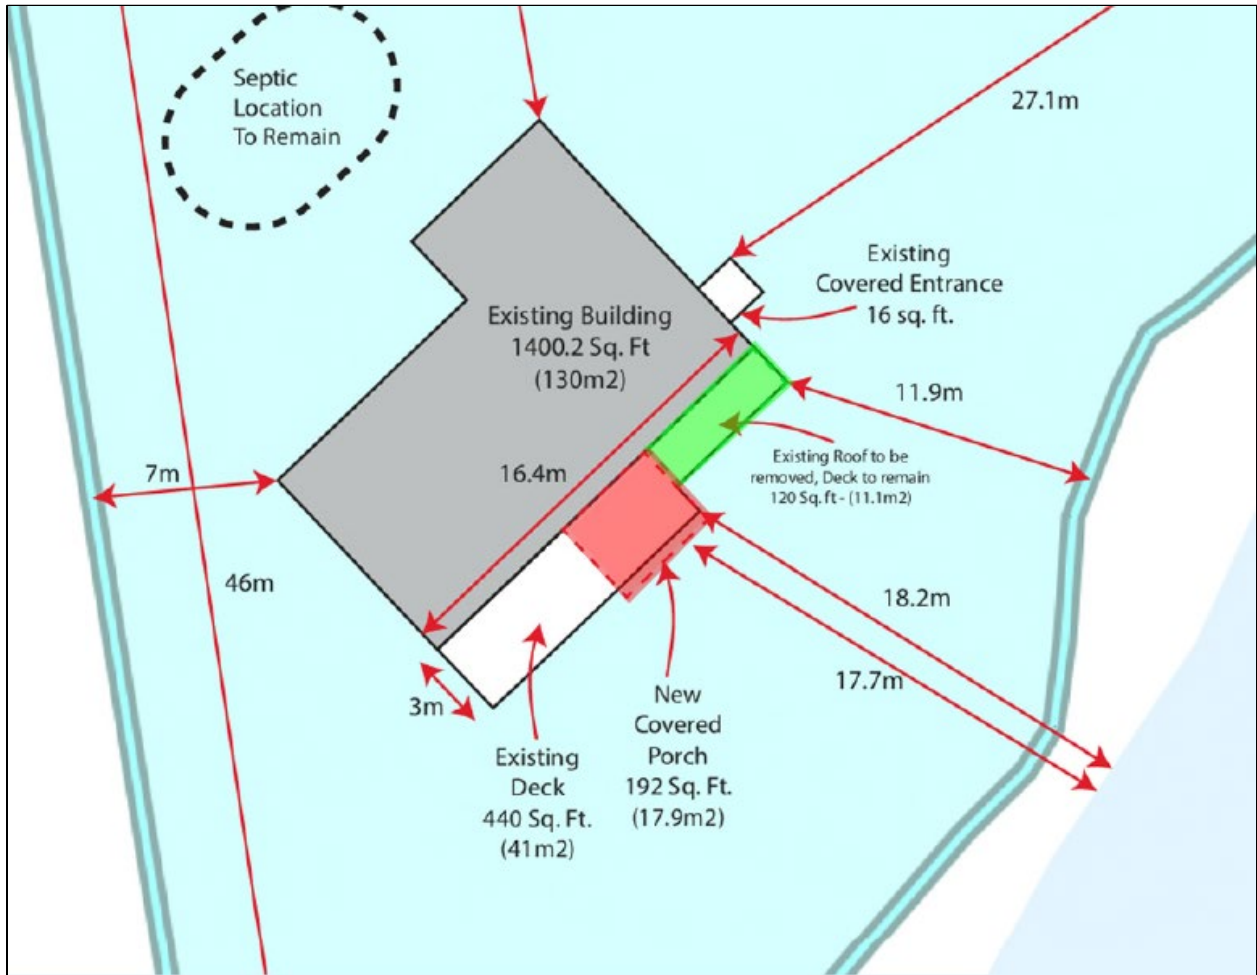 Septic
Location
To Remain
27.1m
Existing
Covered Entrance
16 sq. ft.
Existing Building
1400.2 Sq. Ft
(130m2)
11.9m
Existing Roof to be
removed, Deck to remain
120 Sq. ft - (11.1m2)
7m
16.4m
46m
18.2m
17.7m
3m
New
Covered
Porch
192 Sq. Ft.
(17.9m2)
Existing
Deck
440 Sq. Ft.
(41m2)